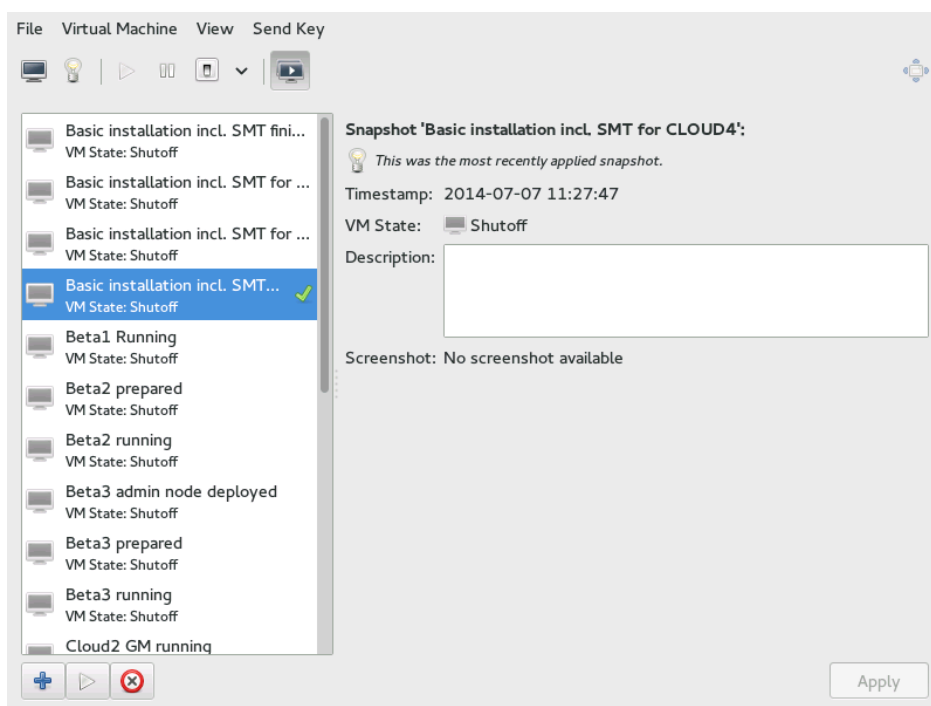 File Virtual Machine View Send Key
Basic installation incl. SMT fini...
VM State: Shutoff
Basic installation incl. SMT for ...
VM State: Shutoff
Basic installation incl. SMT for ...
VM State: Shutoff
Basic installation incl. SMT...
VM State: Shutoff
Beta1 Running
VM State: Shutoff
Beta2 prepared
VM State: Shutoff
Beta2 running
VM State: Shutoff
Beta3 admin node deployed
VM State: Shutoff
Beta3 prepared
VM State: Shutoff
Beta3 running
VM State: Shutoff
Cloud2 GM running
Snapshot 'Basic installation incl. SMT for CLOUD4':
This was the most recently applied snapshot.
Timestamp: 2014-07-07 11:27:47
VM State: Shutoff
Description:
Screenshot: No screenshot available
Apply